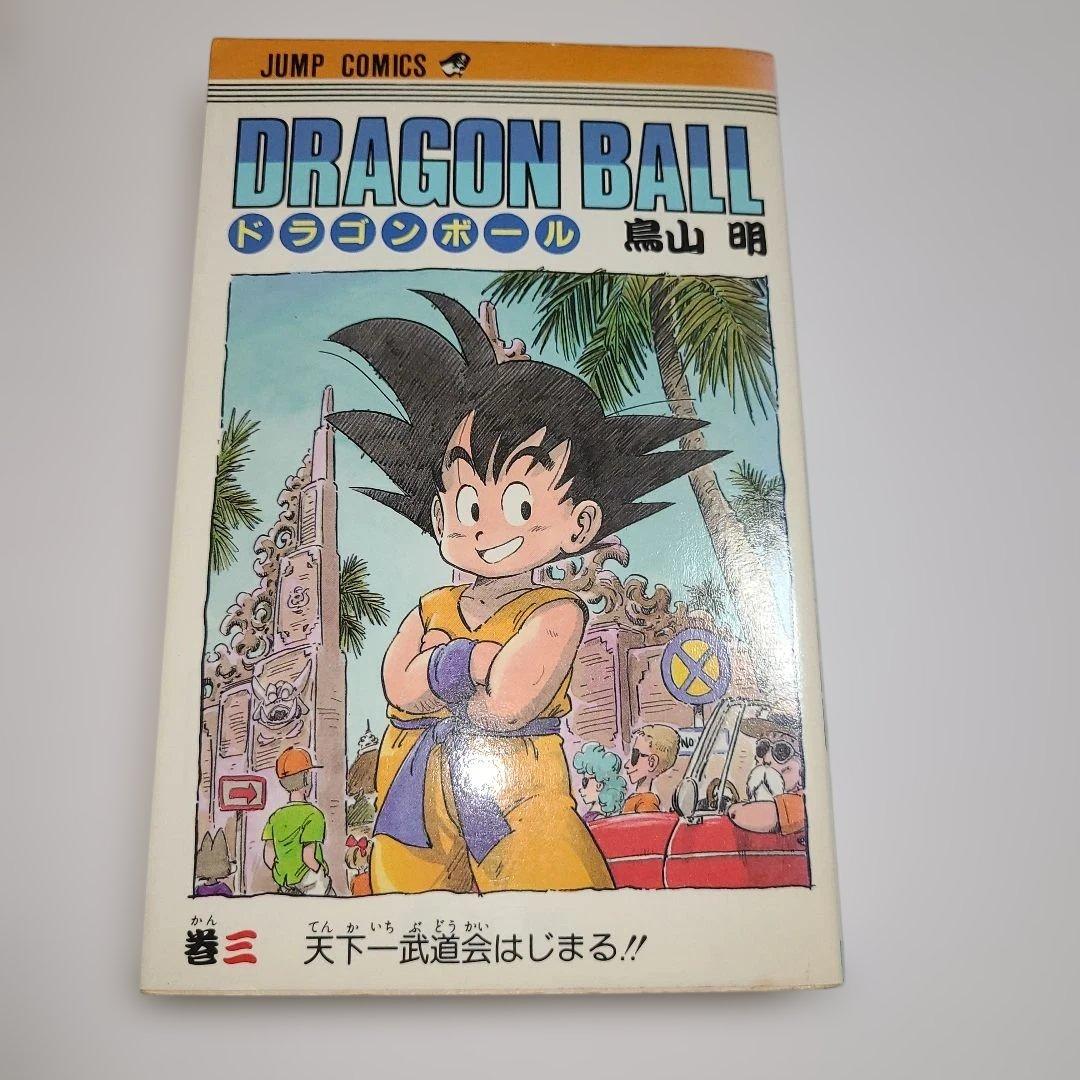 JUMP COMICS
DRAGON BALL
ドラゴンボール 鳥山 明
NO
かん てんかいちぶどうかい
巻三 天下一武道会はじまる!!